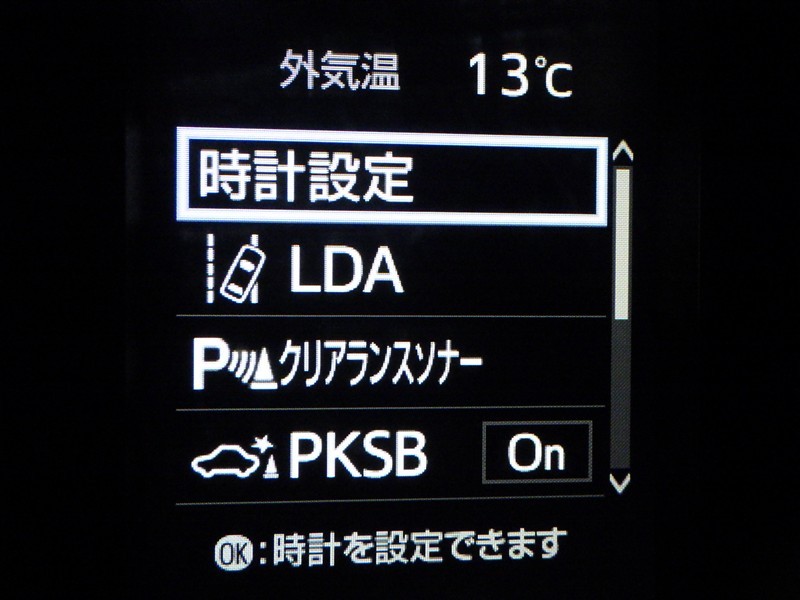 外気温 13℃
時計設定
LDA
P クリアランスソナー
PKSB On
OK:時計を設定できます